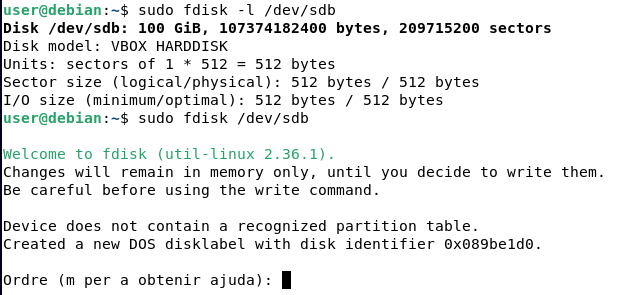 user@debian:~$ sudo fdisk -l /dev/sdb
Disk /dev/sdb: 100 GiB, 107374182400 bytes, 209715200 sectors
Disk model: VBOX HARDDISK
Units: sectors of 1 * 512 = 512 bytes
Sector size (logical/physical): 512 bytes / 512 bytes
I/O size (minimum/optimal): 512 bytes / 512 bytes
user@debian:~$ sudo fdisk /dev/sdb
Welcome to fdisk (util-linux 2.36.1).
Changes will remain in memory only, until you decide to write them.
Be careful before using the write command.
Device does not contain a recognized partition table.
Created a new DOS disklabel with disk identifier 0x089be1d0.
Ordre (m per a obtenir ajuda):